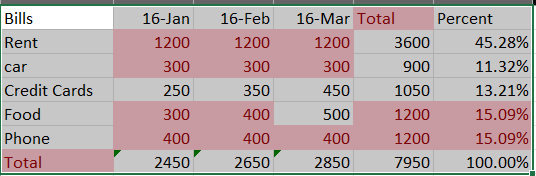 Bills 16-Jan 16-Feb 16-Mar Total Percent
Rent 1200 1200 1200 3600 45.28%
car 300 300 300 900 11.32%
Credit Cards 250 350 450 1050 13.21%
Food 300 400 500 1200 15.09%
Phone 400 400 400 1200 15.09%
Total 2450 2650 2850 7950 100.00%